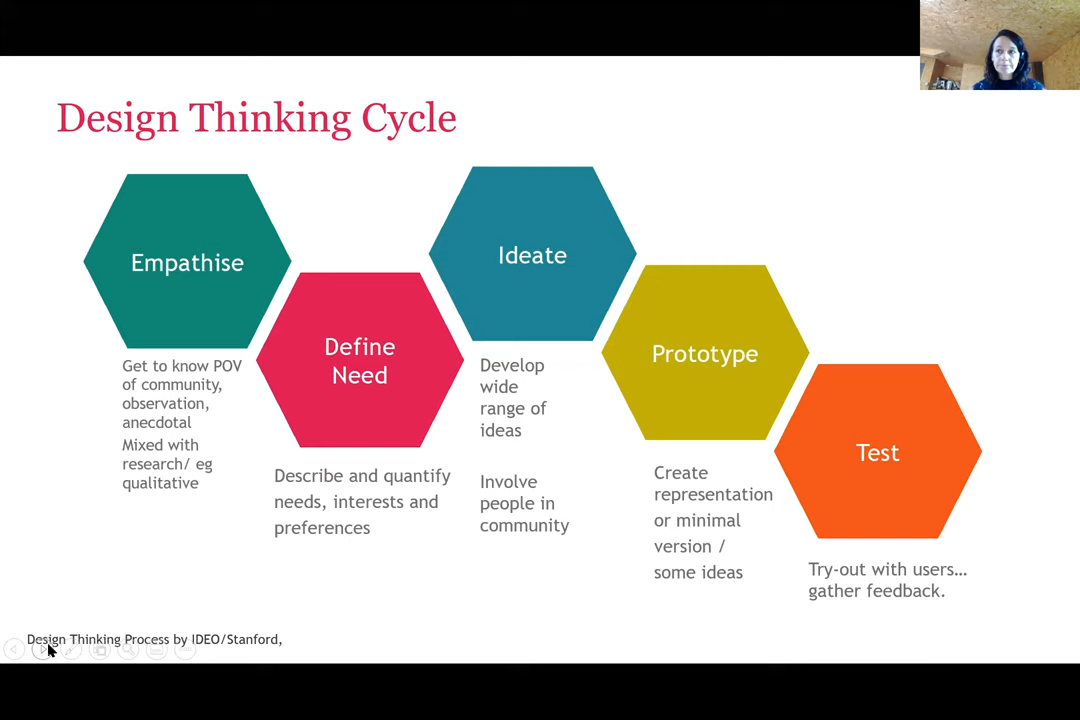 Design Thinking Cycle
Empathise
Get to know POV
of community,
observation,
anecdotal
Mixed with
research/ eg
qualitative
Define
Need
Describe and quantify
needs, interests and
preferences
Ideate
Develop
wide
range of
ideas
Involve
people in
community
Prototype
Create
representation
or minimal
version /
some ideas
Test
Try-out with users…
gather feedback.
Design Thinking Process by IDEO/Stanford,